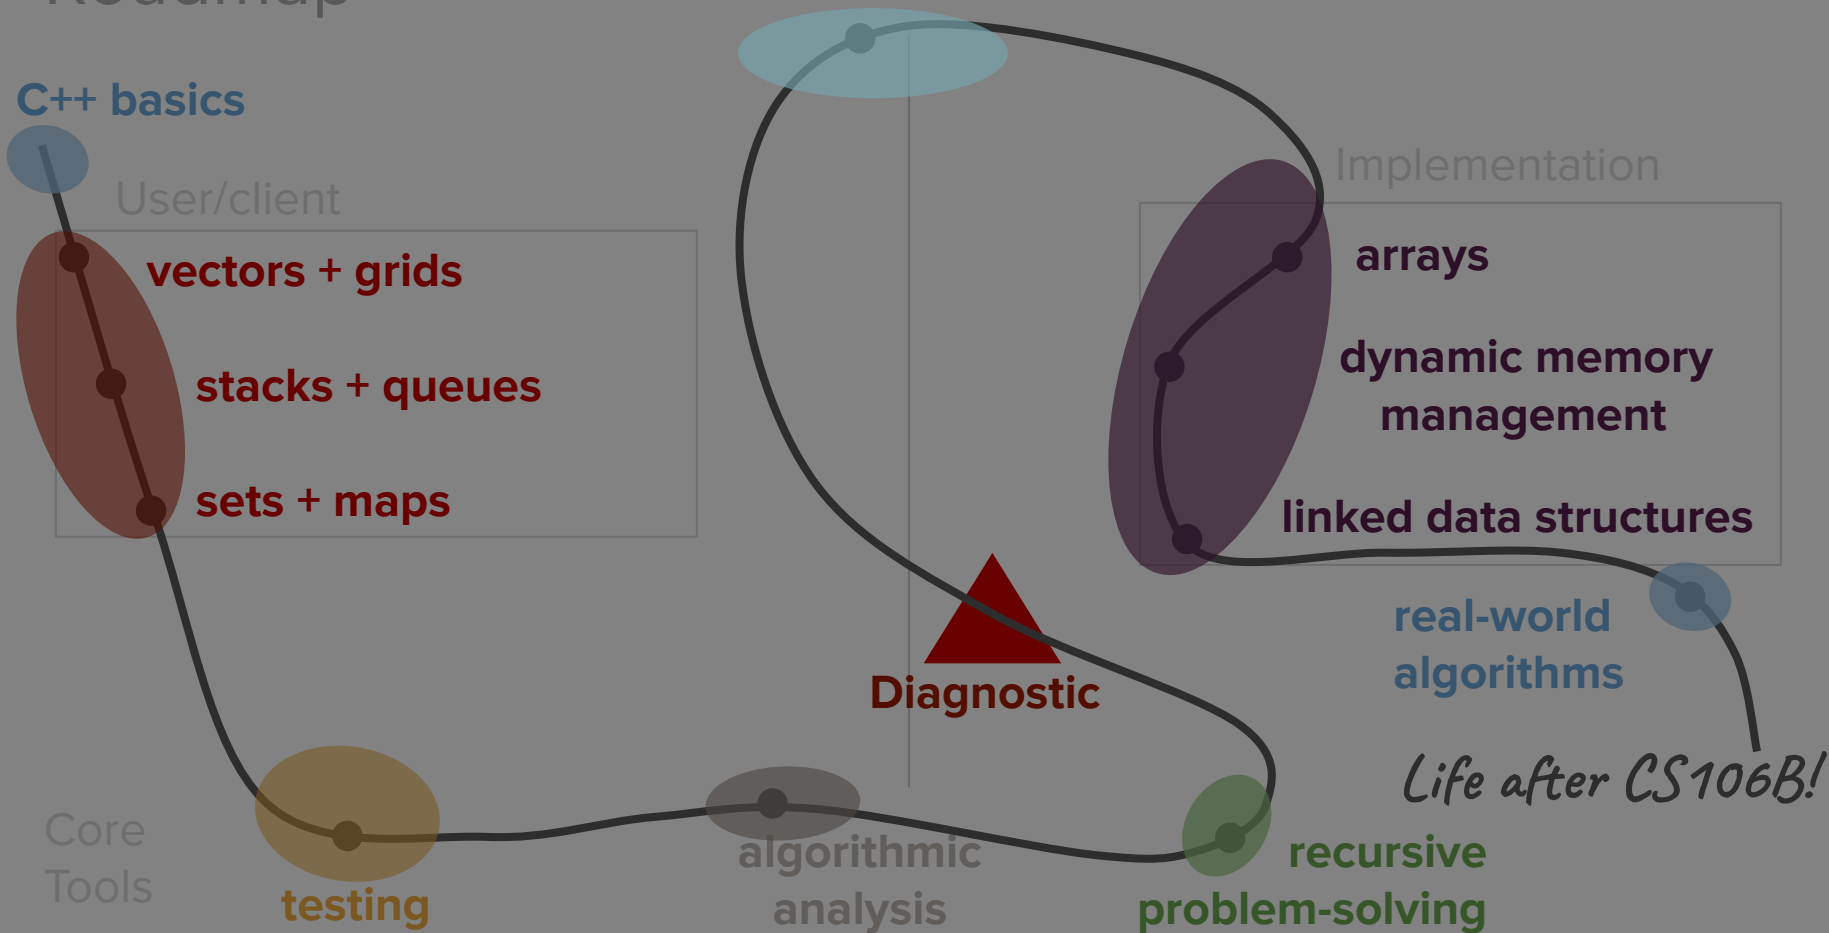 Roadmap
C++ basics
User/client
vectors + grids
stacks + queues
sets + maps
Implementation
arrays
dynamic memory
management
linked data structures
real-world
algorithms
Diagnostic
Life after CS106B!
Core
Tools
testing
algorithmic
analysis
recursive
problem-solving